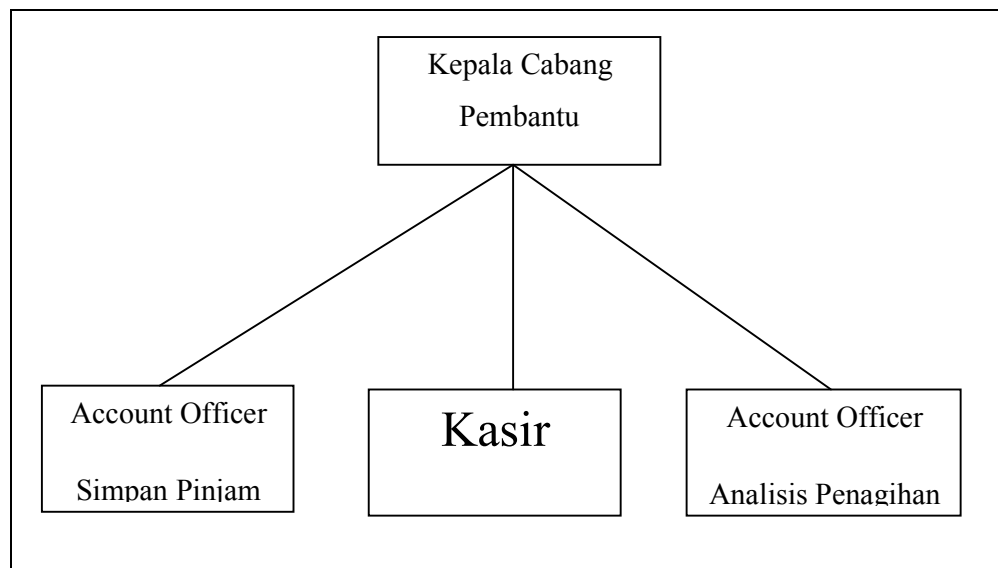 Kepala Cabang
Pembantu
Account Officer
Simpan Pinjam
Kasir
Account Officer
Analisis Penagihan